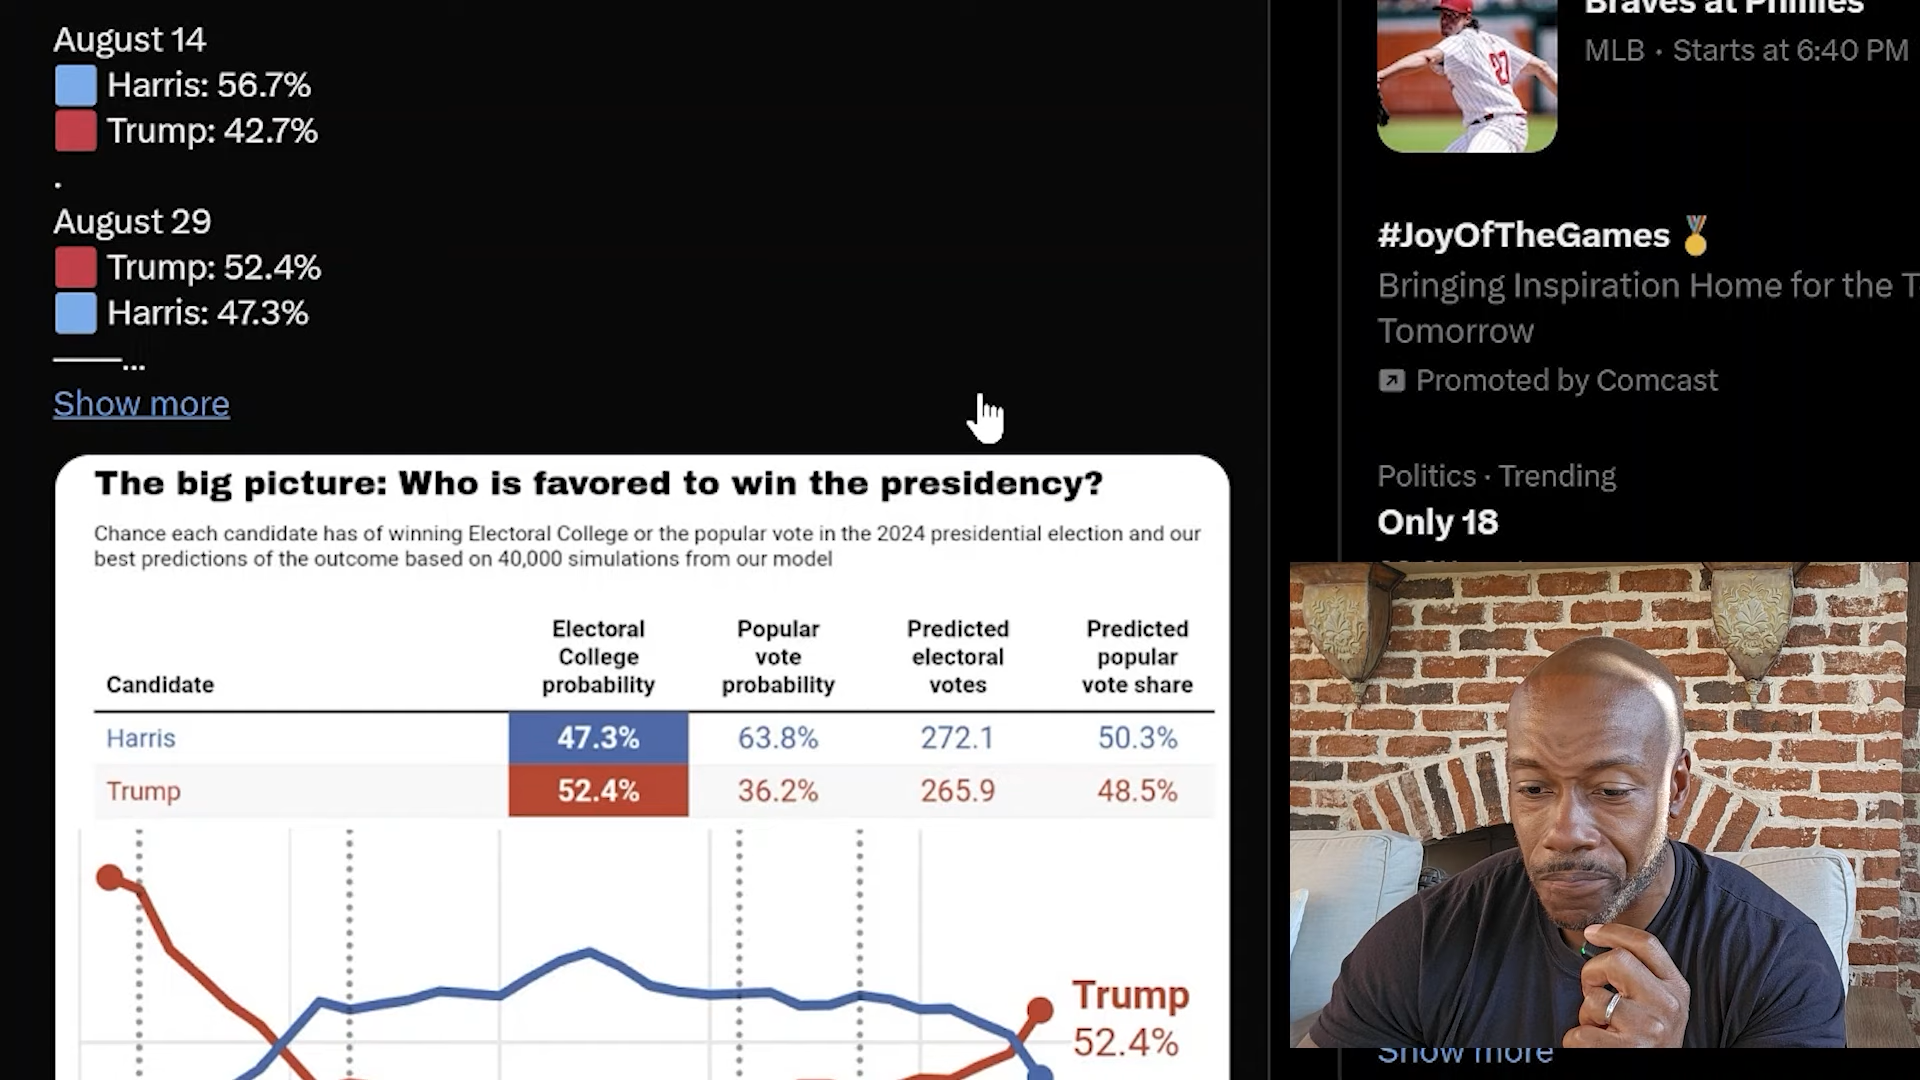 August 14
Harris: 56.7%
Trump: 42.7%
.
August 29
Trump: 52.4%
Harris: 47.3%
——...
Show more
The big picture: Who is favored to win the presidency?
Chance each candidate has of winning Electoral College or the popular vote in the 2024 presidential election and our
best predictions of the outcome based on 40,000 simulations from our model
Candidate
Electoral College probability
Popular vote probability
Predicted electoral votes
Predicted popular vote share
Harris 47.3% 63.8% 272.1 50.3%
Trump 52.4% 36.2% 265.9 48.5%
Trump
52.4%
Braves at Phillies
MLB · Starts at 6:40 PM
27
#JoyOfTheGames
Bringing Inspiration Home for the
Tomorrow
Promoted by Comcast
Politics · Trending
Only 18
Show more